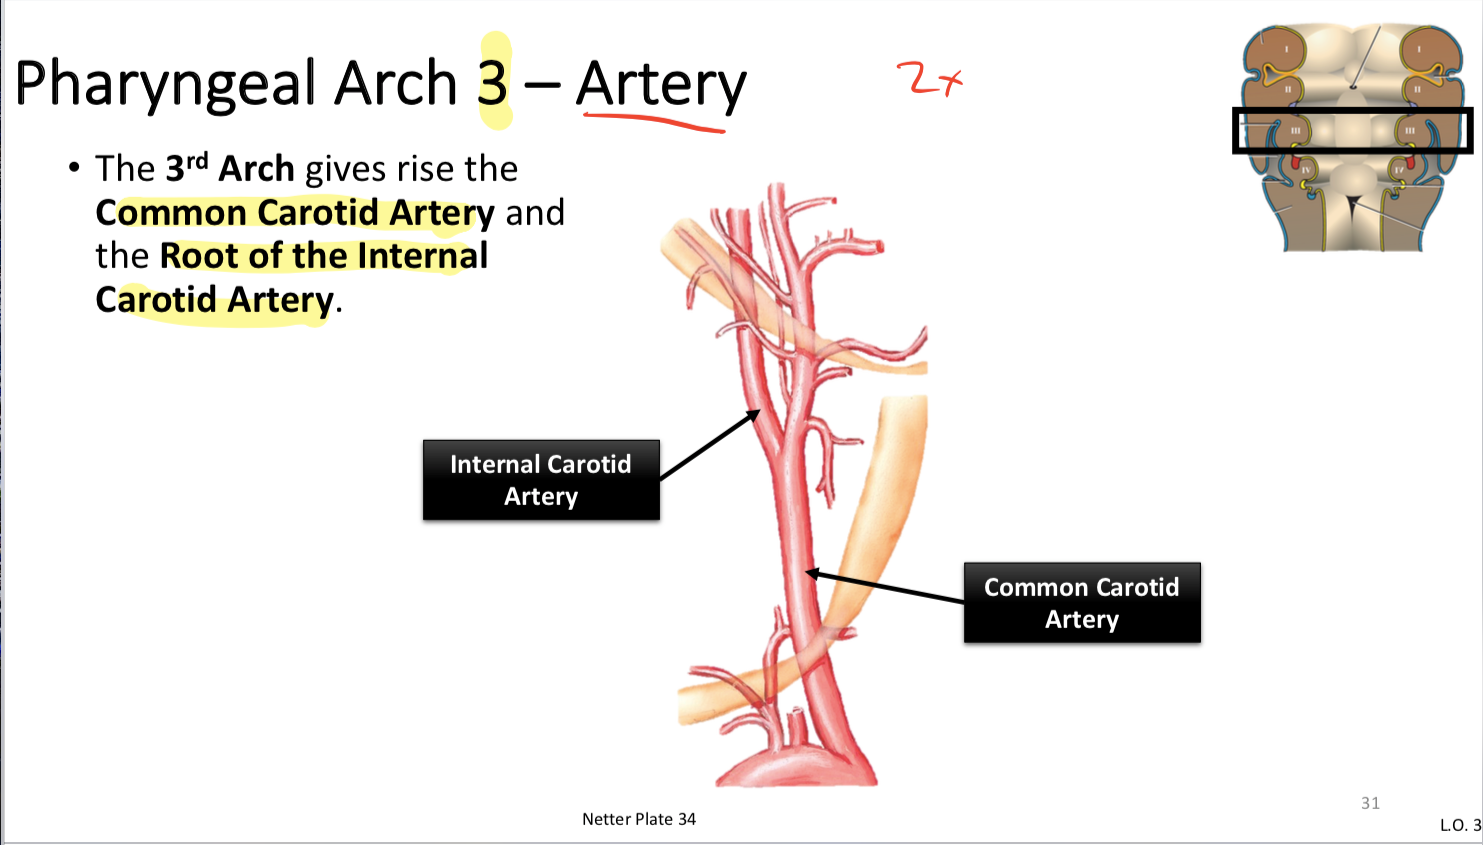 Pharyngeal Arch 3 – Artery
2x
• The 3rd Arch gives rise the
Common Carotid Artery and
the Root of the Internal
Carotid Artery.
I
I
II
II
III
III
IV
IV
Internal Carotid
Artery
Common Carotid
Artery
Netter Plate 34
31
L.O. 3